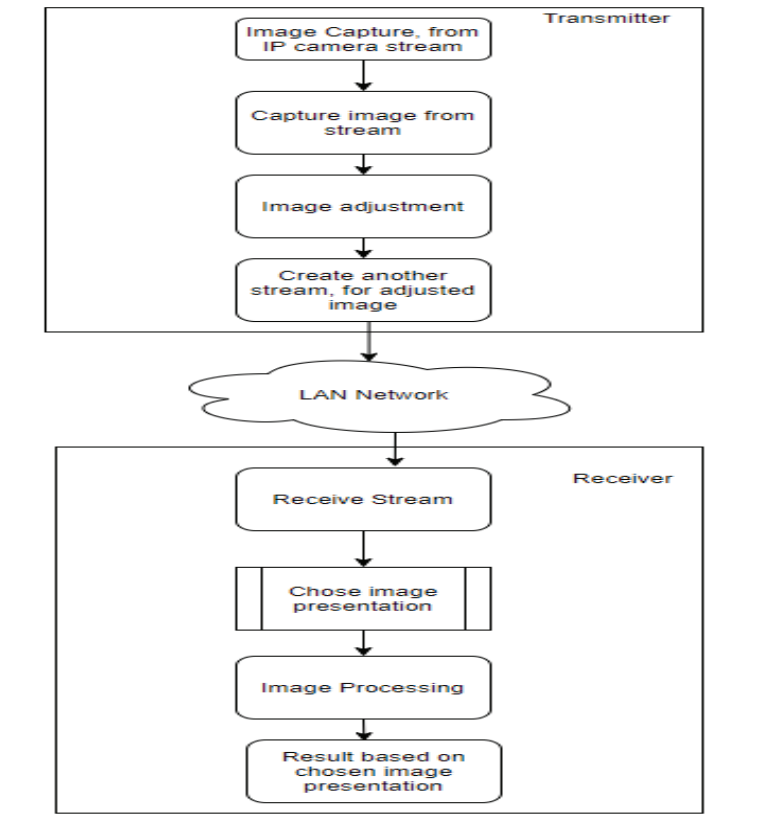 Transmitter
Image Capture, from
IP camera stream
Capture image from
stream
Image adjustment
Create another
stream, for adjusted
image
LAN Network
Receiver
Receive Stream
Chose image
presentation
Image Processing
Result based on
chosen image
presentation